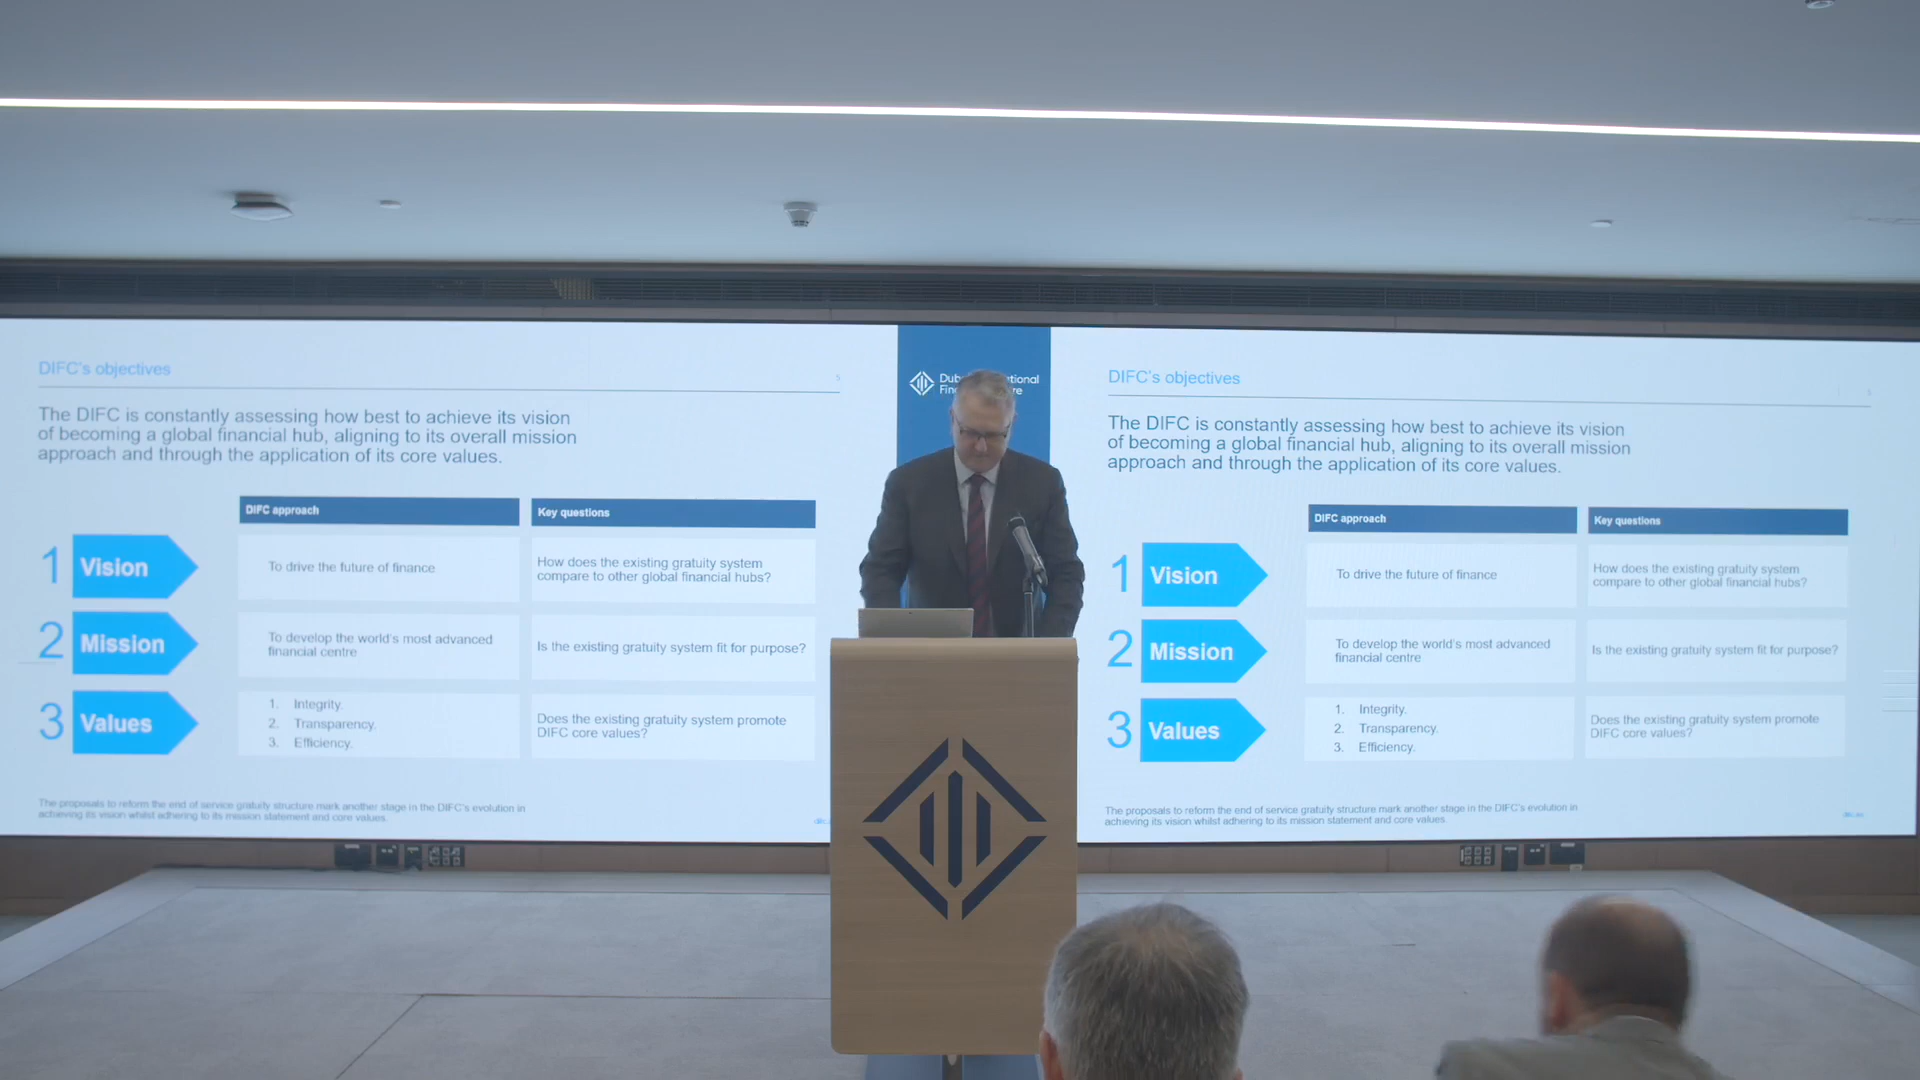 DIFC's objectives
5
The DIFC is constantly assessing how best to achieve its vision
of becoming a global financial hub, aligning to its overall mission
approach and through the application of its core values.
DIFC approach
Key questions
1 Vision
To drive the future of finance
How does the existing gratuity system
compare to other global financial hubs?
2 Mission
To develop the world's most advanced
financial centre
Is the existing gratuity system fit for purpose?
3 Values
1. Integrity.
2. Transparency.
3. Efficiency.
Does the existing gratuity system promote
DIFC core values?
The proposals to reform the end of service gratuity structure mark another stage in the DIFC's evolution in
achieving its vision whilst adhering to its mission statement and core values.
DIFC's objectives
The DIFC is constantly assessing how best to achieve its vision
of becoming a global financial hub, aligning to its overall mission
approach and through the application of its core values.
DIFC approach
Key questions
1 Vision
To drive the future of finance
How does the existing gratuity system
compare to other global financial hubs?
2 Mission
To develop the world's most advanced
financial centre
Is the existing gratuity system fit for purpose?
3 Values
1. Integrity.
2. Transparency.
3. Efficiency.
Does the existing gratuity system promote
DIFC core values?
The proposals to reform the end of service gratuity structure mark another stage in the DIFC's evolution in
achieving its vision whilst adhering to its mission statement and core values.